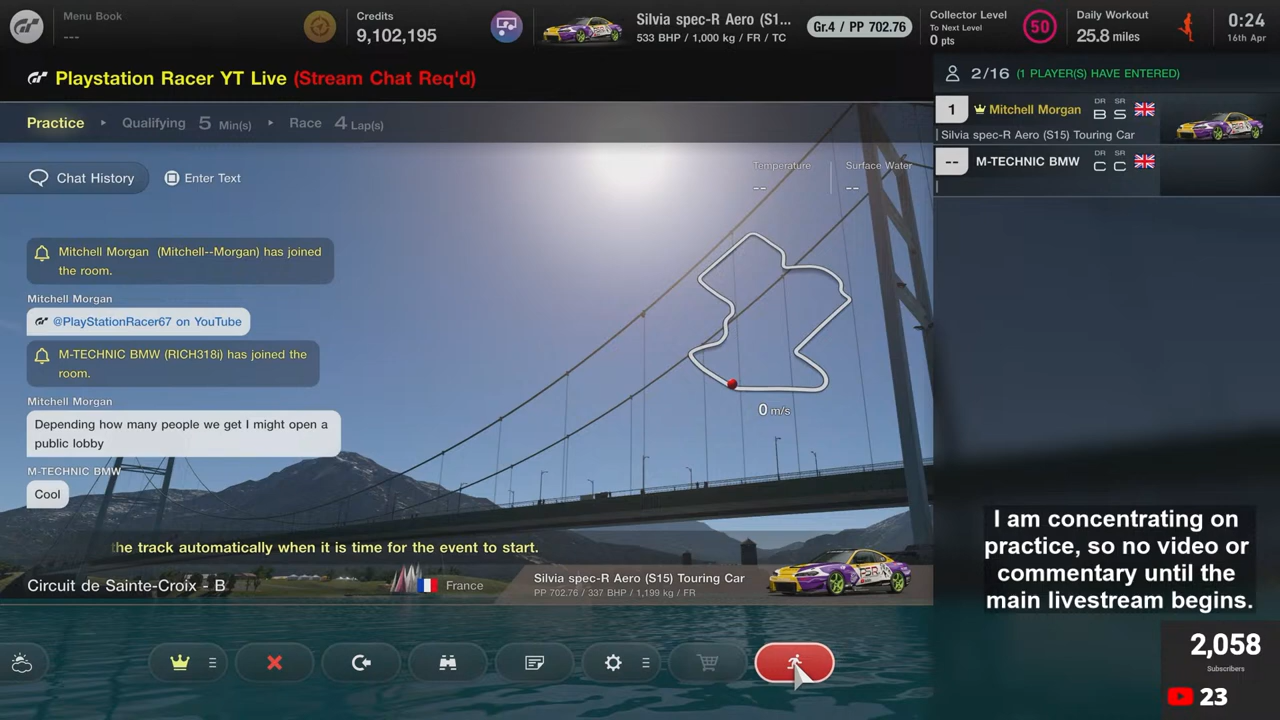 Menu Book
---
Credits
9,102,195
Silvia spec-R Aero (S1...
533 BHP / 1,000 kg / FR / TC
Gr.4 / PP 702.76
Collector Level
To Next Level
0 pts
50
Daily Workout
25.8 miles
0:24
16th Apr
Playstation Racer YT Live (Stream Chat Req'd)
2/16 (1 PLAYER(S) HAVE ENTERED)
Practice
Qualifying 5 Min(s)
Race 4 Lap(s)
1 Mitchell Morgan DR B SR S
Silvia spec-R Aero (S15) Touring Car
-- M-TECHNIC BMW DR C SR C
Chat History
Enter Text
Temperature
--
Surface Water
--
Mitchell Morgan (Mitchell--Morgan) has joined
the room.
Mitchell Morgan
@PlayStationRacer67 on YouTube
M-TECHNIC BMW (RICH318i) has joined the
room.
Mitchell Morgan
Depending how many people we get I might open a
public lobby
M-TECHNIC BMW
Cool
0 m/s
the track automatically when it is time for the event to start.
Circuit de Sainte-Croix - B
France
Silvia spec-R Aero (S15) Touring Car
PP 702.76 / 337 BHP / 1,199 kg / FR
I am concentrating on
practice, so no video or
commentary until the
main livestream begins.
2,058
Subscribers
23